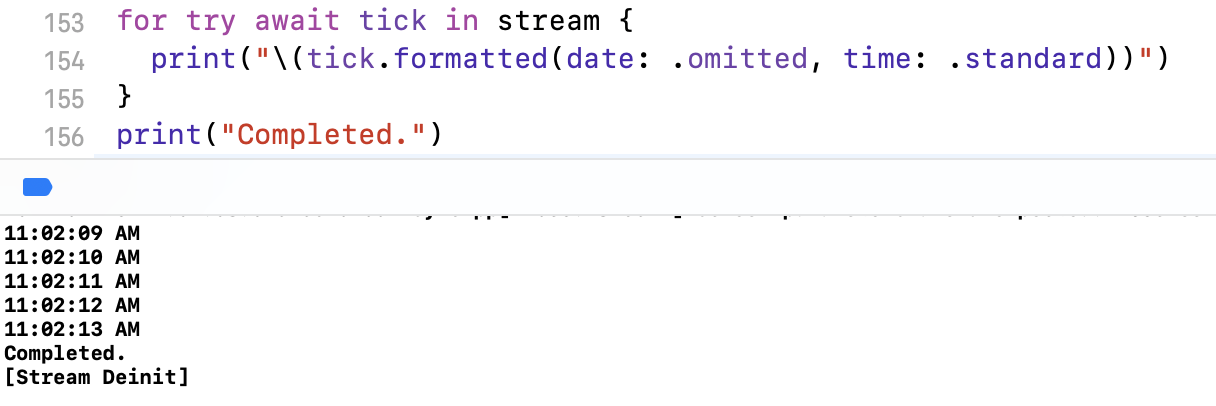 153 for try await tick in stream {
154 print("\(tick.formatted(date: .omitted, time: .standard))")
155 }
156 print("Completed.")
11:02:09 AM
11:02:10 AM
11:02:11 AM
11:02:12 AM
11:02:13 AM
Completed.
[Stream Deinit]